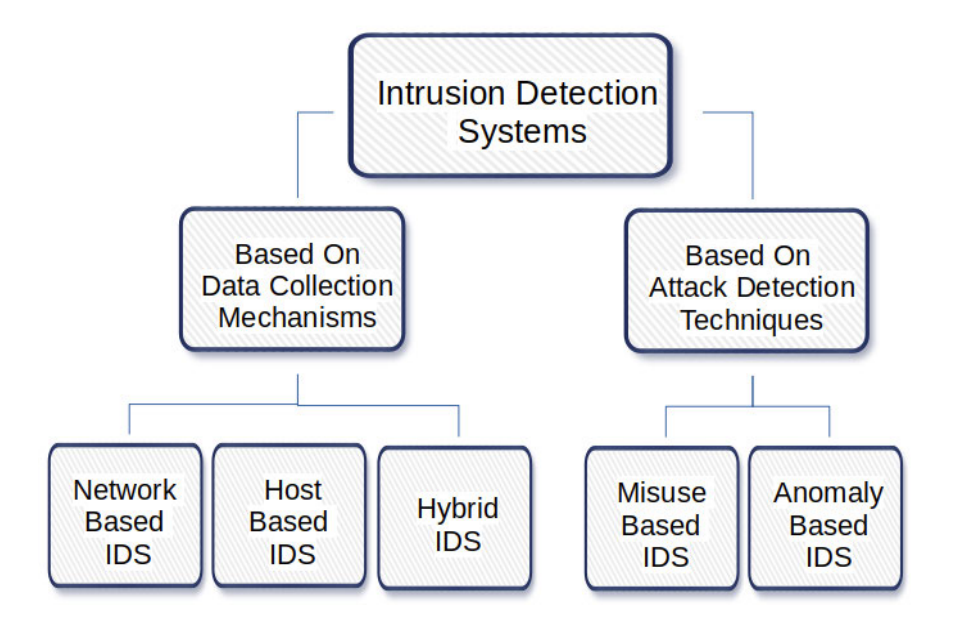 Intrusion Detection
Systems
Based On
Data Collection
Mechanisms
Based On
Attack Detection
Techniques
Network
Based
IDS
Host
Based
IDS
Hybrid
IDS
Misuse
Based
IDS
Anomaly
Based
IDS